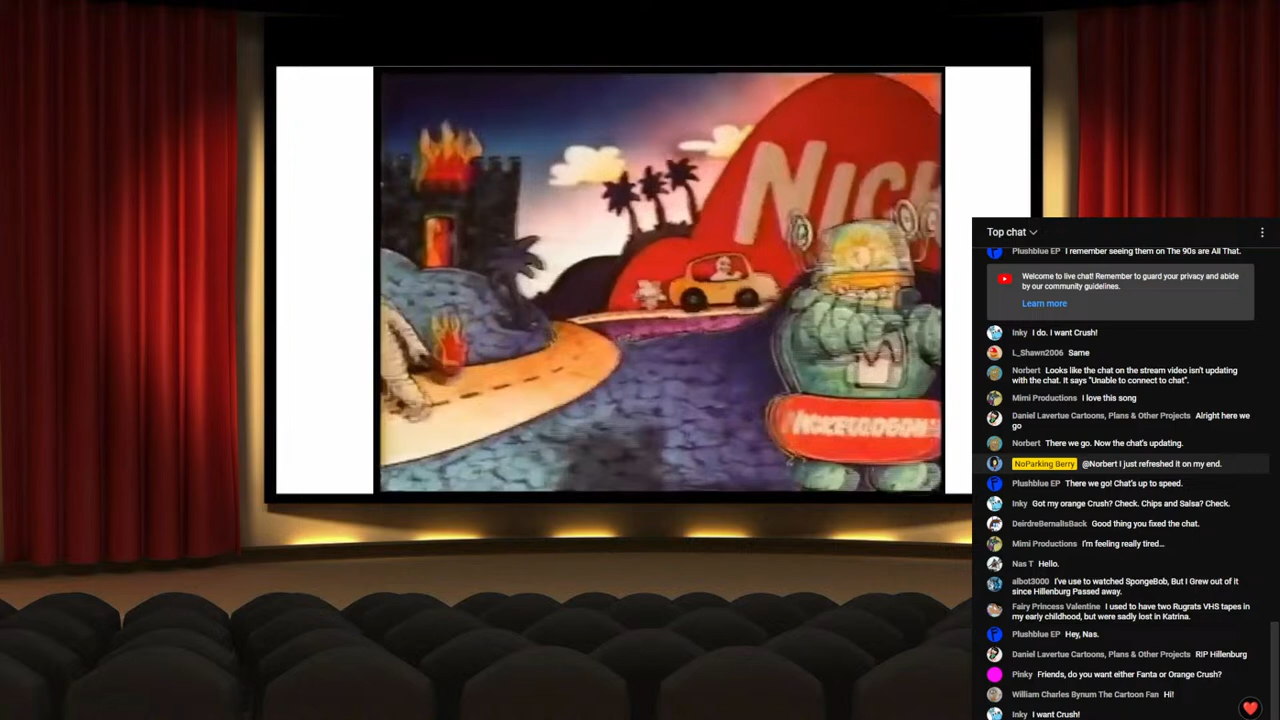 NICK
NICKELODEON
Top chat
Plushblue EP I remember seeing them on The 90s are All That.
Welcome to live chat! Remember to guard your privacy and abide
by our community guidelines.
Learn more
Inky I do. I want Crush!
L_Shawn2006 Same
Norbert Looks like the chat on the stream video isn't updating
with the chat. It says "Unable to connect to chat".
Mimi Productions I love this song
Daniel Lavertue Cartoons, Plans & Other Projects Alright here we
go
Norbert There we go. Now the chat's updating.
NoParking Berry @Norbert I just refreshed it on my end.
Plushblue EP There we go! Chat's up to speed.
Inky Got my orange Crush? Check. Chips and Salsa? Check.
DeirdreBernalIsBack Good thing you fixed the chat.
Mimi Productions I'm feeling really tired...
Nas T Hello.
albot3000 I've use to watched SpongeBob, But I Grew out of it
since Hillenburg Passed away.
Fairy Princess Valentine I used to have two Rugrats VHS tapes in
my early childhood, but were sadly lost in Katrina.
Plushblue EP Hey, Nas.
Daniel Lavertue Cartoons, Plans & Other Projects RIP Hillenburg
Pinky Friends, do you want either Fanta or Orange Crush?
William Charles Bynum The Cartoon Fan Hi!
Inky I want Crush!